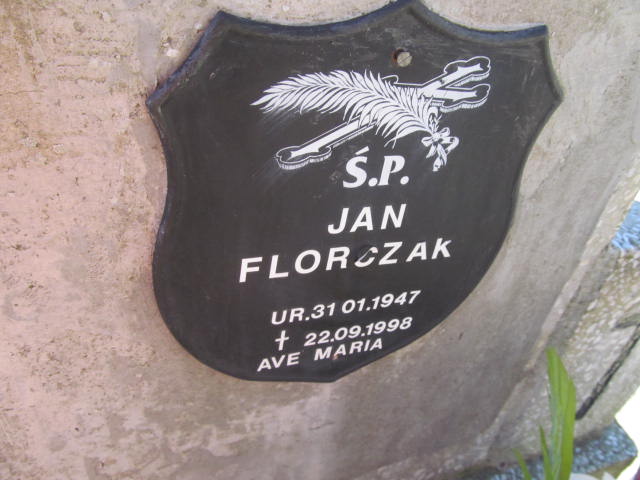 Ś.P.
JAN
FLORCZAK
UR.31 01.1947
† 22.09.1998
AVE MARIA